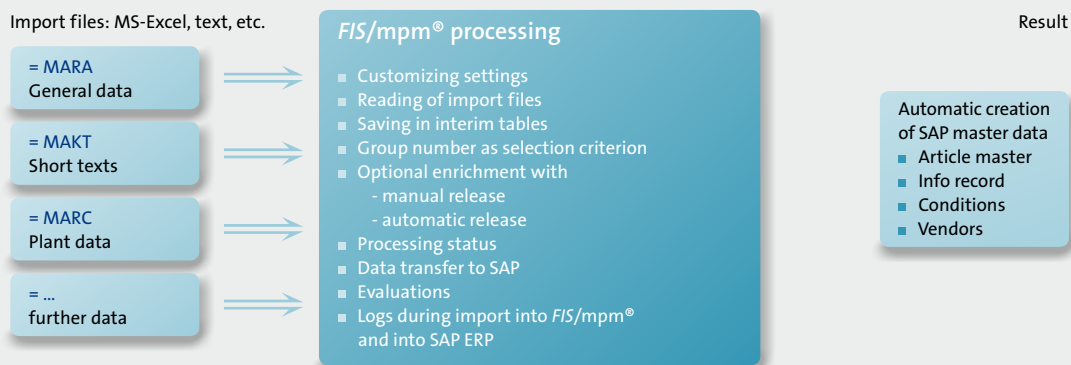 Import files: MS-Excel, text, etc.
= MARA
General data
= MAKT
Short texts
= MARC
Plant data
= ...
further data
FIS/mpm® processing
■ Customizing settings
■ Reading of import files
■ Saving in interim tables
■ Group number as selection criterion
■ Optional enrichment with
- manual release
- automatic release
■ Processing status
■ Data transfer to SAP
■ Evaluations
■ Logs during import into FIS/mpm®
and into SAP ERP
Result
Automatic creation
of SAP master data
■ Article master
■ Info record
■ Conditions
■ Vendors